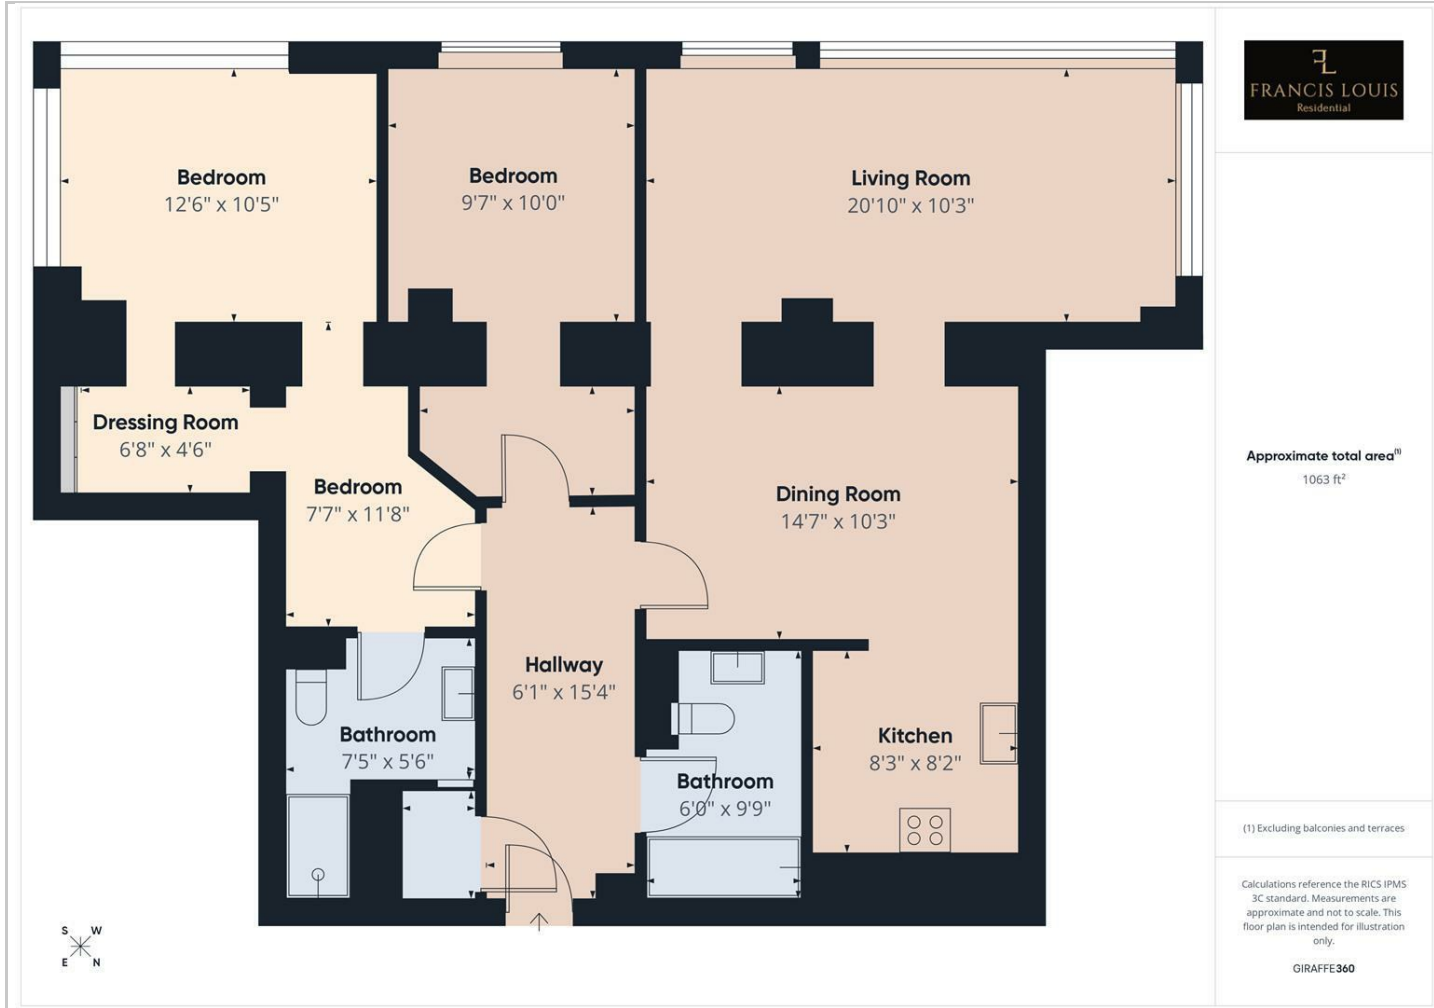 Bedroom
12'6" x 10'5"
Bedroom
9'7" x 10'0"
Living Room
20'10" x 10'3"
Dressing Room
6'8" x 4'6"
Bedroom
7'7" x 11'8"
Dining Room
14'7" x 10'3"
Hallway
6'1" x 15'4"
Bathroom
7'5" x 5'6"
Bathroom
6'0" x 9'9"
Kitchen
8'3" x 8'2"
S W
E N
FL
FRANCIS LOUIS
Residential
Approximate total area(1)
1063 ft²
(1) Excluding balconies and terraces
Calculations reference the RICS IPMS
3C standard. Measurements are
approximate and not to scale. This
floor plan is intended for illustration
only.
GIRAFFE360